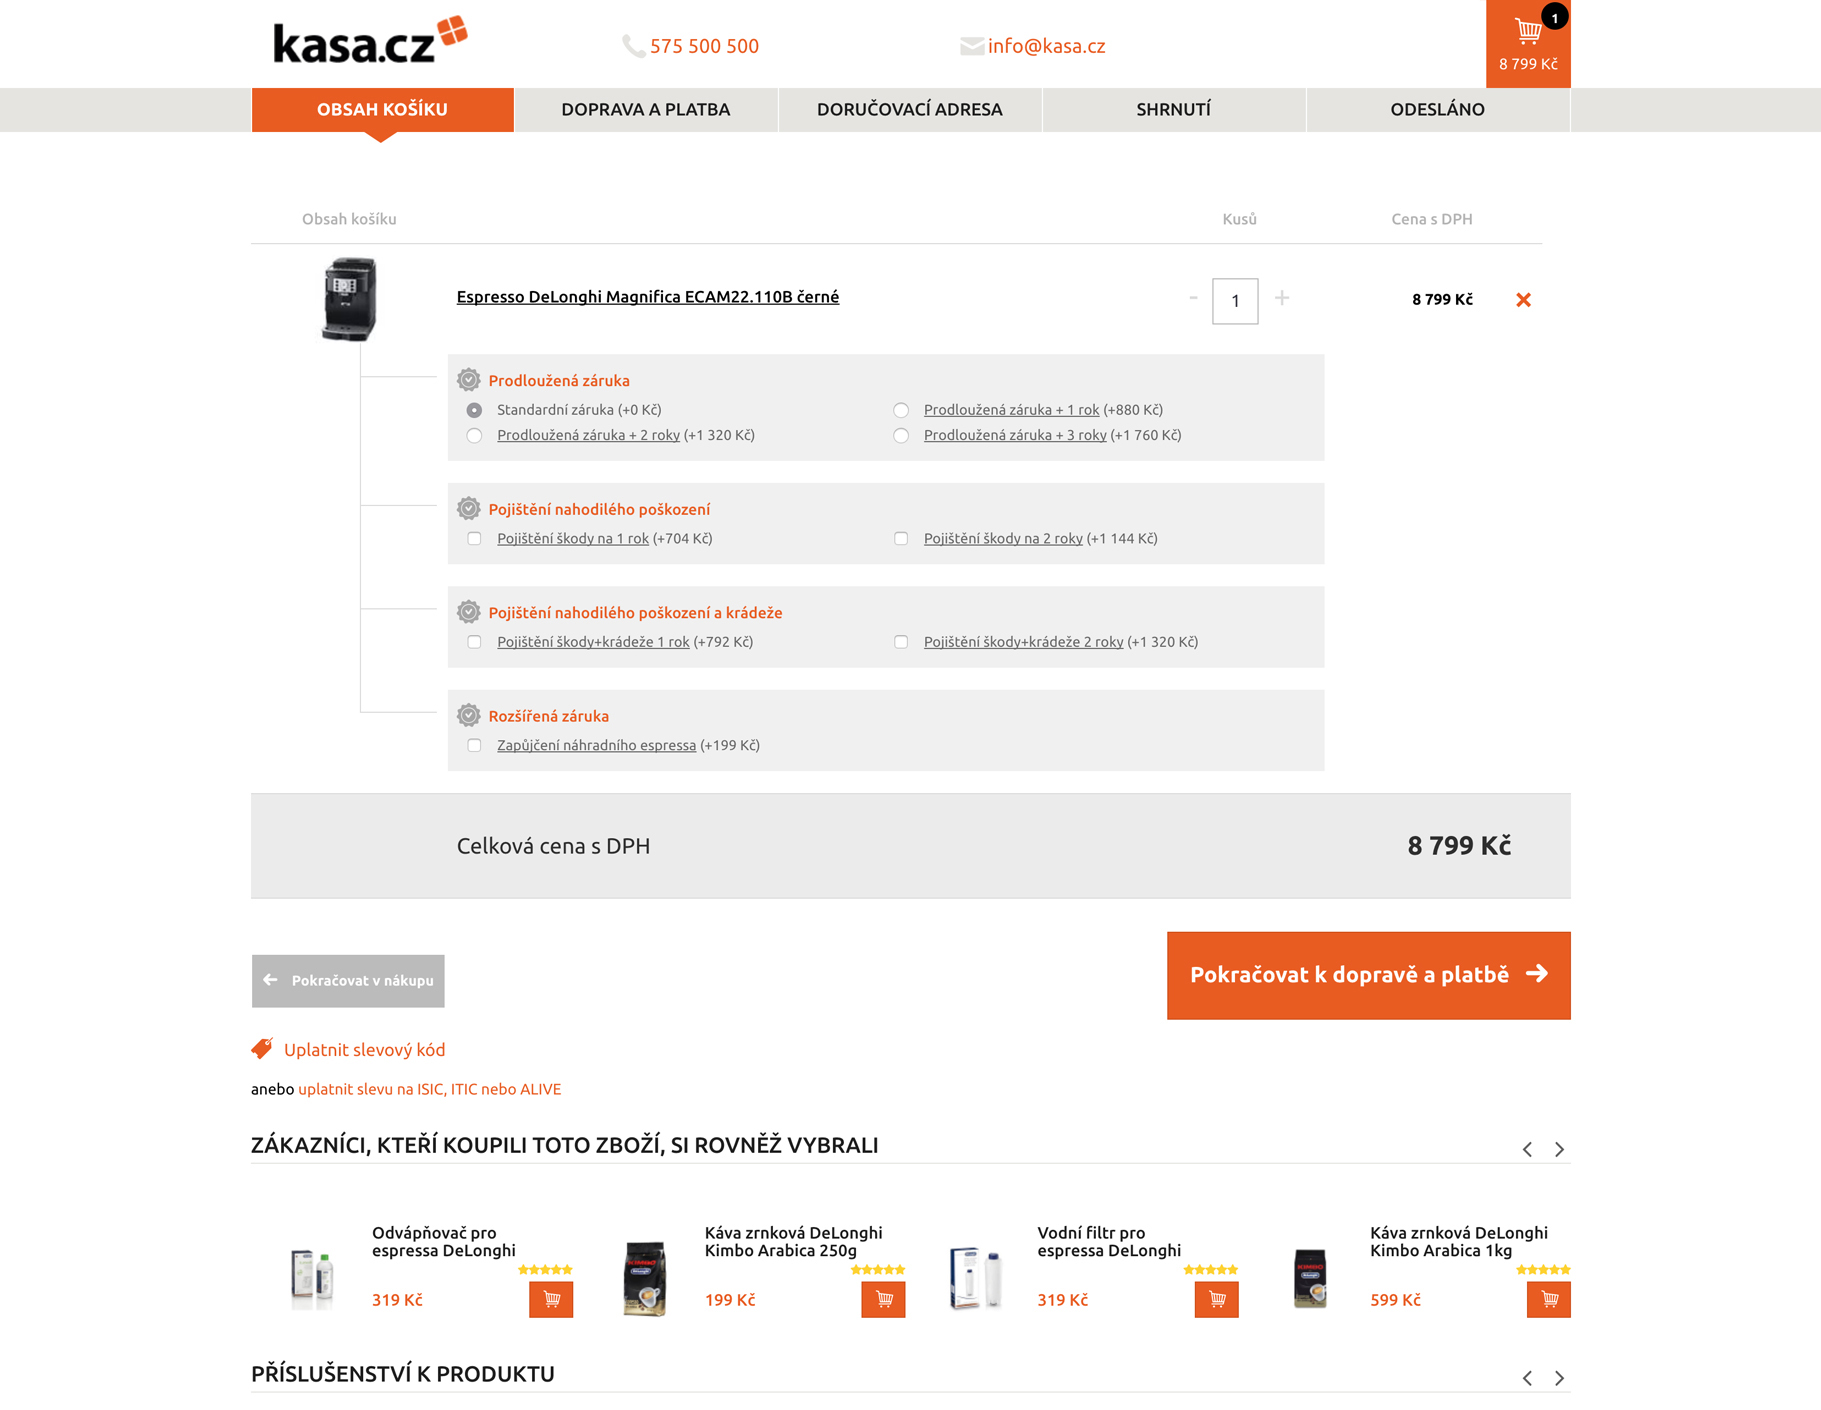 kasa.cz
575 500 500
info@kasa.cz
1
8 799 Kč
OBSAH KOŠÍKU
DOPRAVA A PLATBA
DORUČOVACÍ ADRESA
SHRNUTÍ
ODESLÁNO
Obsah košíku
Kusů
Cena s DPH
Espresso DeLonghi Magnifica ECAM22.110B černé
- 1 +
8 799 Kč
Prodloužená záruka
Standardní záruka (+0 Kč)
Prodloužená záruka + 1 rok (+880 Kč)
Prodloužená záruka + 2 roky (+1 320 Kč)
Prodloužená záruka + 3 roky (+1 760 Kč)
Pojištění nahodilého poškození
Pojištění škody na 1 rok (+704 Kč)
Pojištění škody na 2 roky (+1 144 Kč)
Pojištění nahodilého poškození a krádeže
Pojištění škody+krádeže 1 rok (+792 Kč)
Pojištění škody+krádeže 2 roky (+1 320 Kč)
Rozšířená záruka
Zapůjčení náhradního espressa (+199 Kč)
Celková cena s DPH
8 799 Kč
Pokračovat v nákupu
Pokračovat k dopravě a platbě
Uplatnit slevový kód
anebo uplatnit slevu na ISIC, ITIC nebo ALIVE
ZÁKAZNÍCI, KTEŘÍ KOUPILI TOTO ZBOŽÍ, SI ROVNĚŽ VYBRALI
Odvápňovač pro
espressa DeLonghi
319 Kč
Káva zrnková DeLonghi
Kimbo Arabica 250g
199 Kč
KIMBO
Vodní filtr pro
espressa DeLonghi
319 Kč
Káva zrnková DeLonghi
Kimbo Arabica 1kg
599 Kč
KIMBO
PŘÍSLUŠENSTVÍ K PRODUKTU